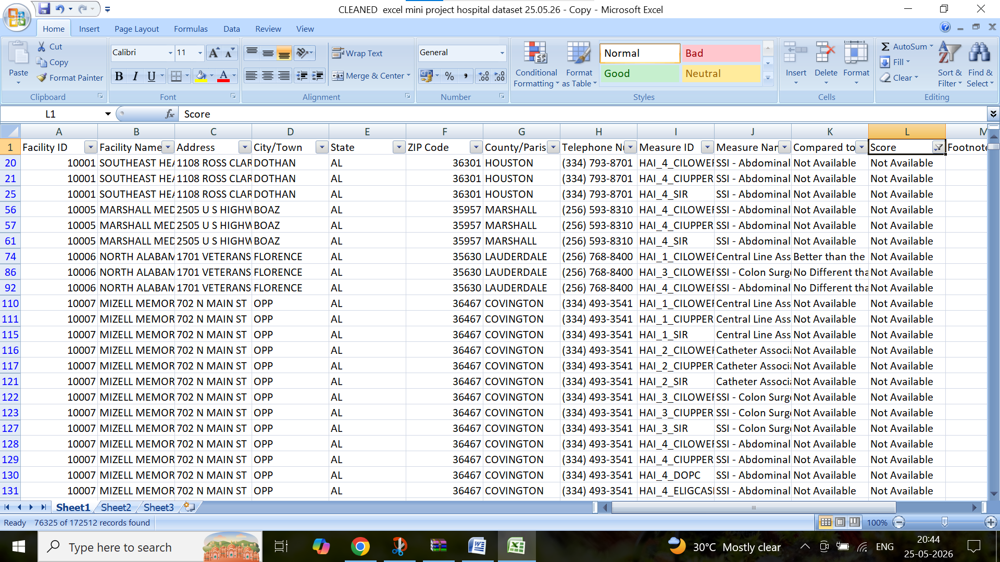 CLEANED  excel mini project hospital dataset 25.05.26 - Copy - Microsoft Excel
Home Insert Page Layout Formulas Data Review View
Paste Cut Copy Format Painter Clipboard
Calibri 11 B I U Font
Wrap Text Merge & Center Alignment
General % , Number
Conditional Formatting Format as Table Normal Bad Good Neutral Styles
Insert Delete Format Cells
AutoSum Fill Clear Sort & Filter Find & Select Editing
L1 fx Score
A B C D E F G H I J K L M
1 Facility ID Facility Name Address City/Town State ZIP Code County/Paris Telephone Nu Measure ID Measure Nar Compared to Score Footnote
20 10001 SOUTHEAST HEA 1108 ROSS CLAR DOTHAN AL 36301 HOUSTON (334) 793-8701 HAI_4_CILOWER SSI - Abdominal Not Available Not Available
21 10001 SOUTHEAST HEA 1108 ROSS CLAR DOTHAN AL 36301 HOUSTON (334) 793-8701 HAI_4_CIUPPER SSI - Abdominal Not Available Not Available
25 10001 SOUTHEAST HEA 1108 ROSS CLAR DOTHAN AL 36301 HOUSTON (334) 793-8701 HAI_4_SIR SSI - Abdominal Not Available Not Available
56 10005 MARSHALL MED 2505 U S HIGHW BOAZ AL 35957 MARSHALL (256) 593-8310 HAI_4_CILOWER SSI - Abdominal Not Available Not Available
57 10005 MARSHALL MED 2505 U S HIGHW BOAZ AL 35957 MARSHALL (256) 593-8310 HAI_4_CIUPPER SSI - Abdominal Not Available Not Available
61 10005 MARSHALL MED 2505 U S HIGHW BOAZ AL 35957 MARSHALL (256) 593-8310 HAI_4_SIR SSI - Abdominal Not Available Not Available
74 10006 NORTH ALABAM 1701 VETERANS FLORENCE AL 35630 LAUDERDALE (256) 768-8400 HAI_1_CILOWER Central Line Ass Better than the Not Available
86 10006 NORTH ALABAM 1701 VETERANS FLORENCE AL 35630 LAUDERDALE (256) 768-8400 HAI_3_CILOWER SSI - Colon Surge No Different tha Not Available
92 10006 NORTH ALABAM 1701 VETERANS FLORENCE AL 35630 LAUDERDALE (256) 768-8400 HAI_4_CILOWER SSI - Abdominal No Different tha Not Available
110 10007 MIZELL MEMOR 702 N MAIN ST OPP AL 36467 COVINGTON (334) 493-3541 HAI_1_CILOWER Central Line Ass Not Available Not Available
111 10007 MIZELL MEMOR 702 N MAIN ST OPP AL 36467 COVINGTON (334) 493-3541 HAI_1_CIUPPER Central Line Ass Not Available Not Available
115 10007 MIZELL MEMOR 702 N MAIN ST OPP AL 36467 COVINGTON (334) 493-3541 HAI_1_SIR Central Line Ass Not Available Not Available
116 10007 MIZELL MEMOR 702 N MAIN ST OPP AL 36467 COVINGTON (334) 493-3541 HAI_2_CILOWER Catheter Associa Not Available Not Available
117 10007 MIZELL MEMOR 702 N MAIN ST OPP AL 36467 COVINGTON (334) 493-3541 HAI_2_CIUPPER Catheter Associa Not Available Not Available
121 10007 MIZELL MEMOR 702 N MAIN ST OPP AL 36467 COVINGTON (334) 493-3541 HAI_2_SIR Catheter Associa Not Available Not Available
122 10007 MIZELL MEMOR 702 N MAIN ST OPP AL 36467 COVINGTON (334) 493-3541 HAI_3_CILOWER SSI - Colon Surge Not Available Not Available
123 10007 MIZELL MEMOR 702 N MAIN ST OPP AL 36467 COVINGTON (334) 493-3541 HAI_3_CIUPPER SSI - Colon Surge Not Available Not Available
127 10007 MIZELL MEMOR 702 N MAIN ST OPP AL 36467 COVINGTON (334) 493-3541 HAI_3_SIR SSI - Colon Surge Not Available Not Available
128 10007 MIZELL MEMOR 702 N MAIN ST OPP AL 36467 COVINGTON (334) 493-3541 HAI_4_CILOWER SSI - Abdominal Not Available Not Available
129 10007 MIZELL MEMOR 702 N MAIN ST OPP AL 36467 COVINGTON (334) 493-3541 HAI_4_CIUPPER SSI - Abdominal Not Available Not Available
130 10007 MIZELL MEMOR 702 N MAIN ST OPP AL 36467 COVINGTON (334) 493-3541 HAI_4_DOPC SSI - Abdominal Not Available Not Available
131 10007 MIZELL MEMOR 702 N MAIN ST OPP AL 36467 COVINGTON (334) 493-3541 HAI_4_ELIGCASI SSI - Abdominal Not Available Not Available
Sheet1 Sheet2 Sheet3
Ready 76325 of 172512 records found 100%
Type here to search 30°C Mostly clear ENG 20:44
25-05-2026